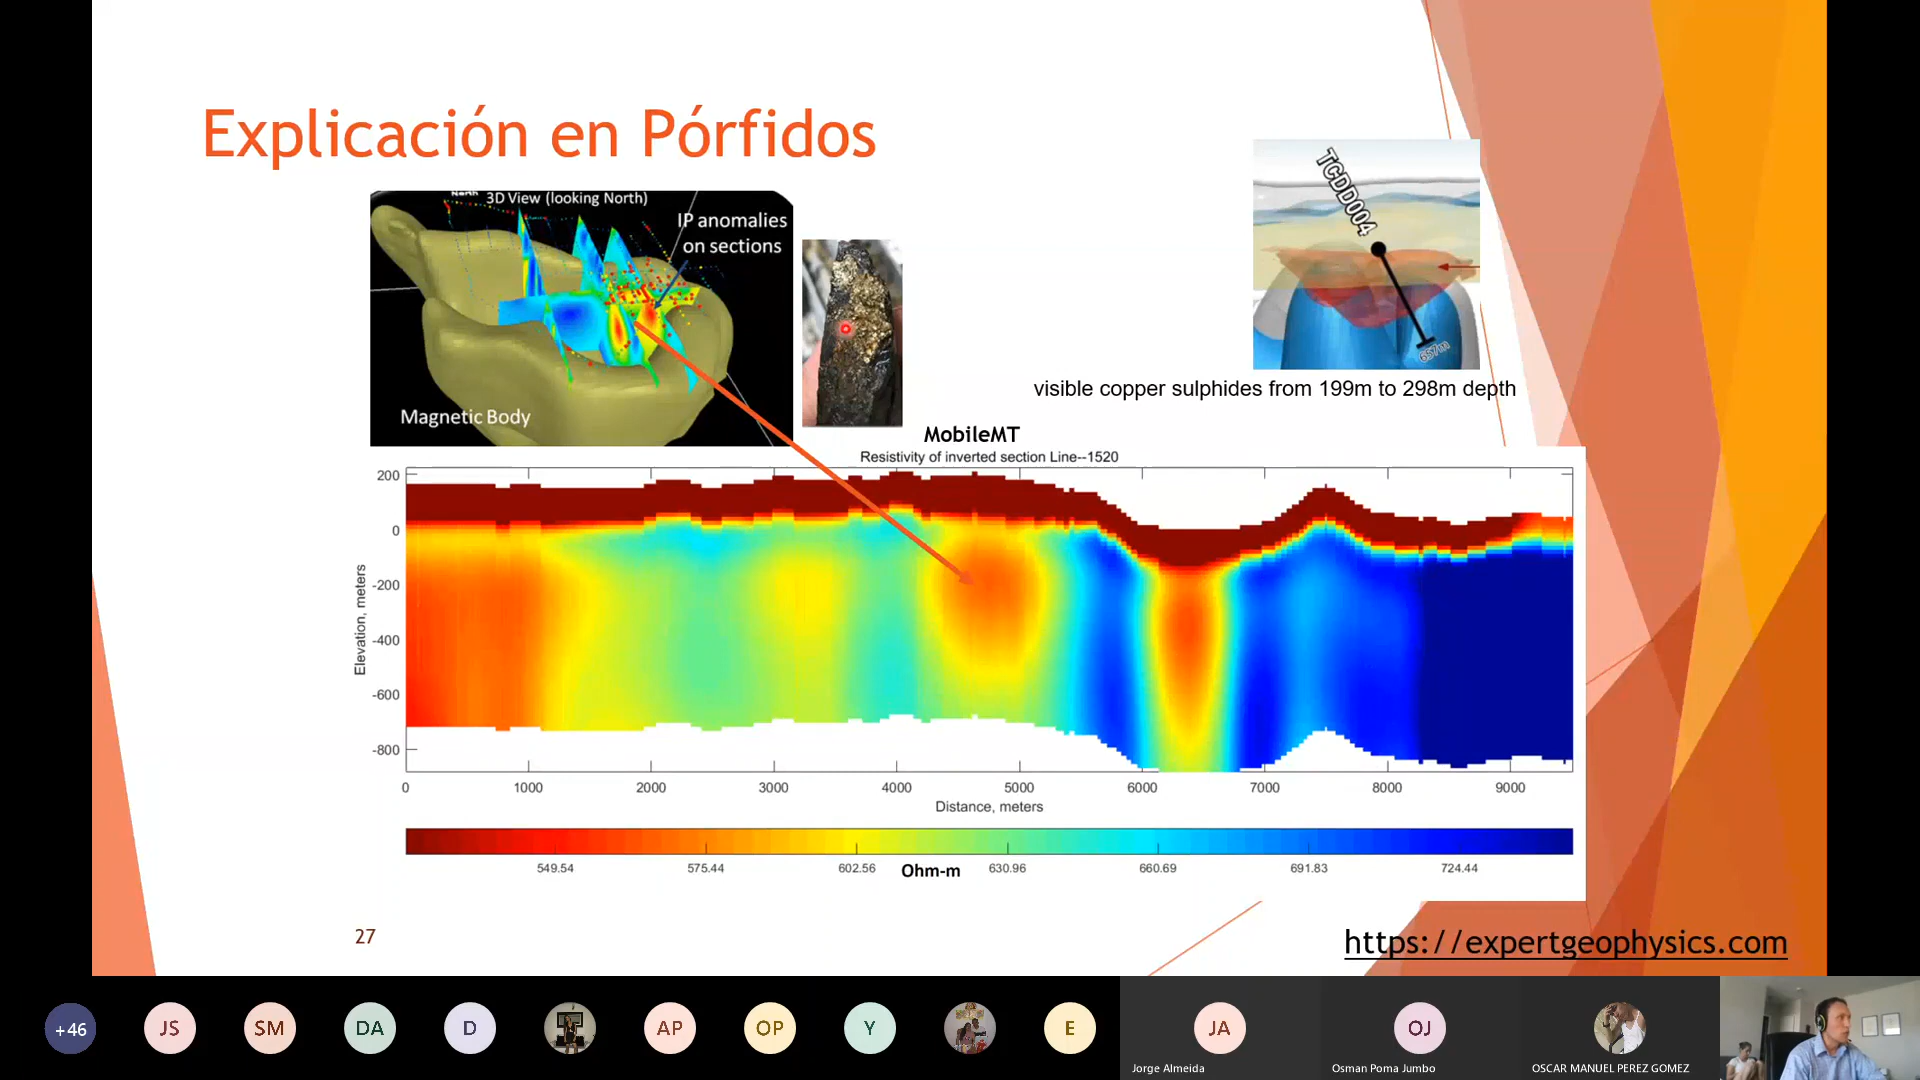 Explicación en Pórfidos
North
3D View (looking North)
IP anomalies
on sections
Magnetic Body
TCDD004
657m
visible copper sulphides from 199m to 298m depth
MobileMT
Resistivity of inverted section Line--1520
200
0
-200
-400
-600
-800
Elevation, meters
0 1000 2000 3000 4000 5000 6000 7000 8000 9000
Distance, meters
549.54 575.44 602.56 630.96 660.69 691.83 724.44
Ohm-m
27
https://expertgeophysics.com
+46 JS SM DA D AP OP Y E JA OJ
Jorge Almeida Osman Poma Jumbo OSCAR MANUEL PEREZ GOMEZ